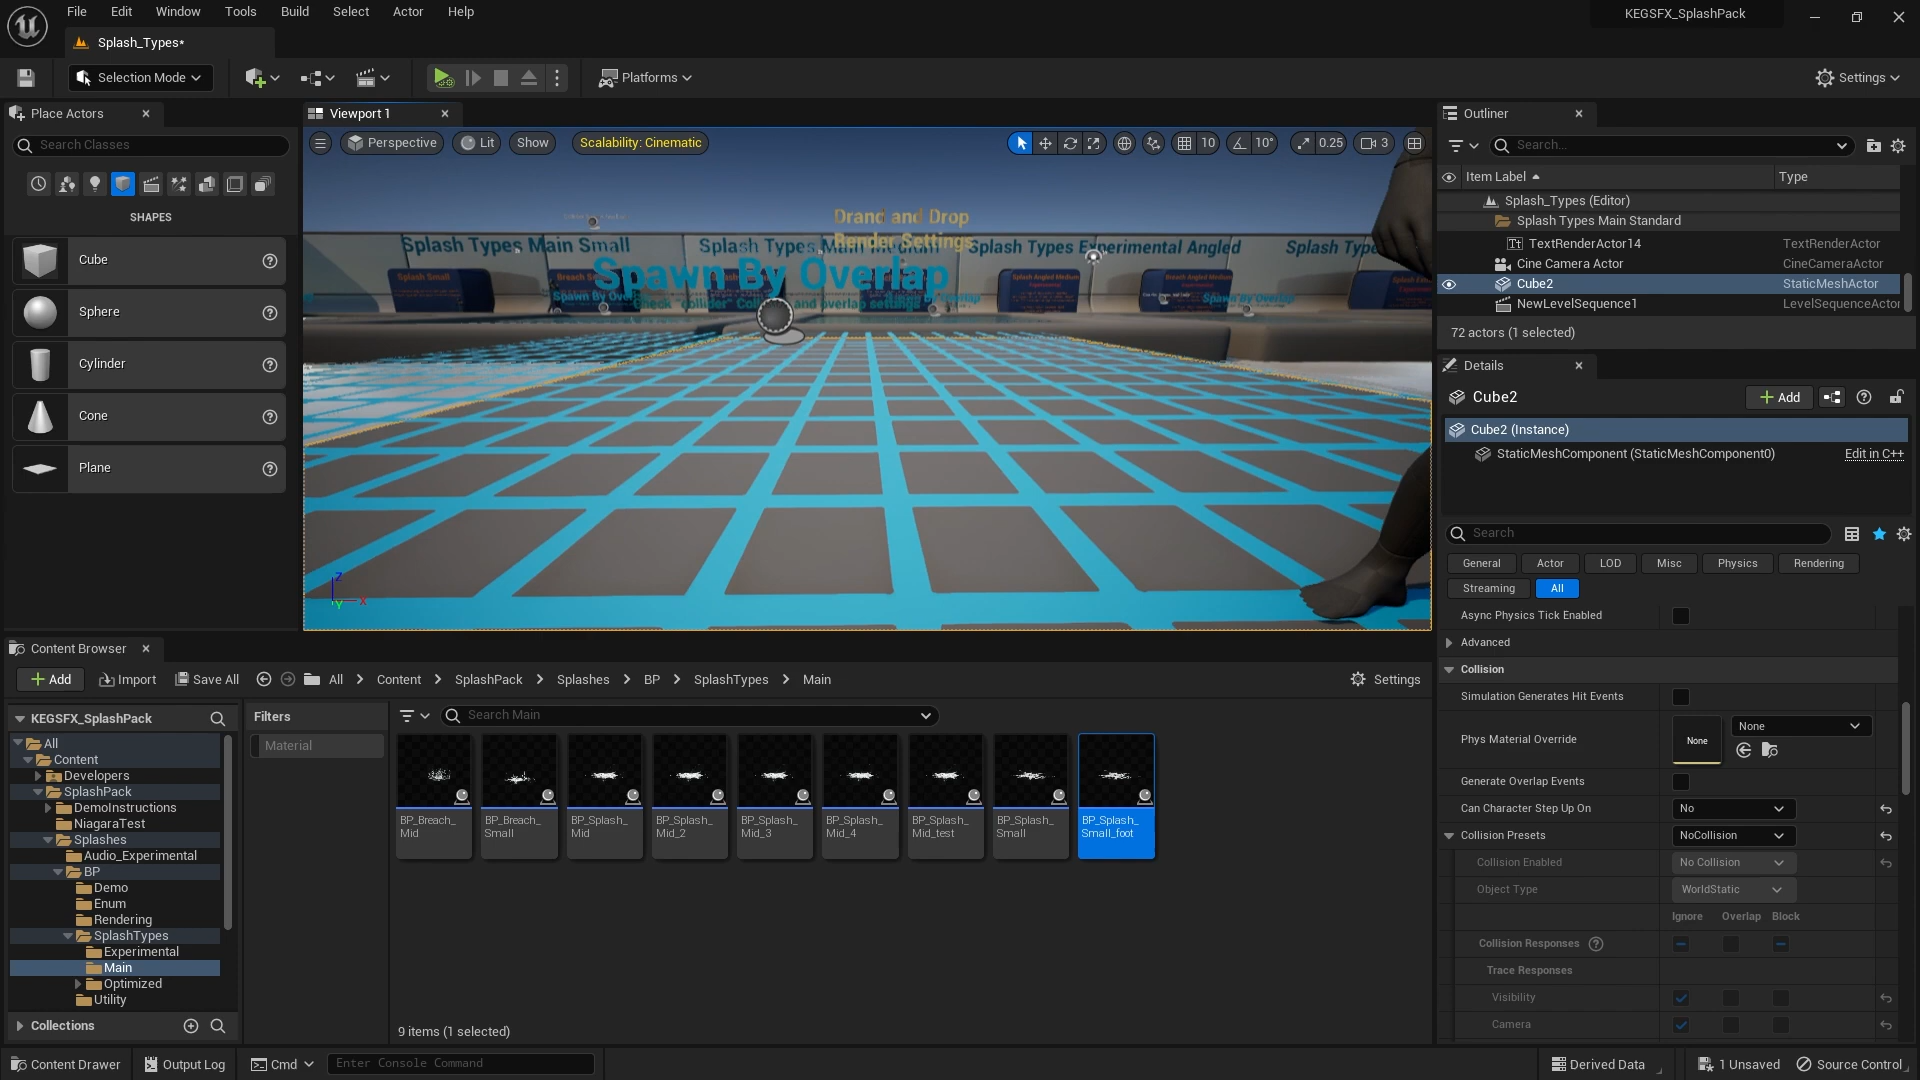 File Edit Window Tools Build Select Actor Help
KEGSFX_SplashPack
Splash_Types*
Selection Mode
Platforms
Settings
Place Actors
Search Classes
SHAPES
Cube
Sphere
Cylinder
Cone
Plane
Viewport 1
Perspective
Lit
Show
Scalability: Cinematic
10
10°
0.25
3
Drand and Drop
Render Settings
Splash Types Main Small
Splash Types Experimental Angled
Splash Type
Spawn By Overlap
Splash Small
Splash Angled Medium
Breach Angled Medium
Z
Y
X
Outliner
Search...
Item Label
Type
Splash_Types (Editor)
Splash Types Main Standard
TextRenderActor14 TextRenderActor
Cine Camera Actor CineCameraActor
Cube2 StaticMeshActor
NewLevelSequence1 LevelSequenceActor
72 actors (1 selected)
Details
Cube2
Add
Cube2 (Instance)
StaticMeshComponent (StaticMeshComponent0) Edit in C++
Search
General Actor LOD Misc Physics Rendering
Streaming All
Async Physics Tick Enabled
Advanced
Collision
Simulation Generates Hit Events
Phys Material Override
None
None
Generate Overlap Events
Can Character Step Up On No
Collision Presets NoCollision
Collision Enabled No Collision
Object Type WorldStatic
Ignore Overlap Block
Collision Responses
Trace Responses
Visibility
Camera
Content Browser
Add Import Save All All Content SplashPack Splashes BP SplashTypes Main Settings
KEGSFX_SplashPack
All
Content
Developers
SplashPack
DemoInstructions
NiagaraTest
Splashes
Audio_Experimental
BP
Demo
Enum
Rendering
SplashTypes
Experimental
Main
Optimized
Utility
Collections
Filters
Material
Search Main
BP_Breach_
Mid
BP_Breach_
Small
BP_Splash_
Mid
BP_Splash_
Mid_2
BP_Splash_
Mid_3
BP_Splash_
Mid_4
BP_Splash_
Mid_test
BP_Splash_
Small
BP_Splash_
Small_foot
9 items (1 selected)
Content Drawer Output Log Cmd Enter Console Command Derived Data 1 Unsaved Source Control